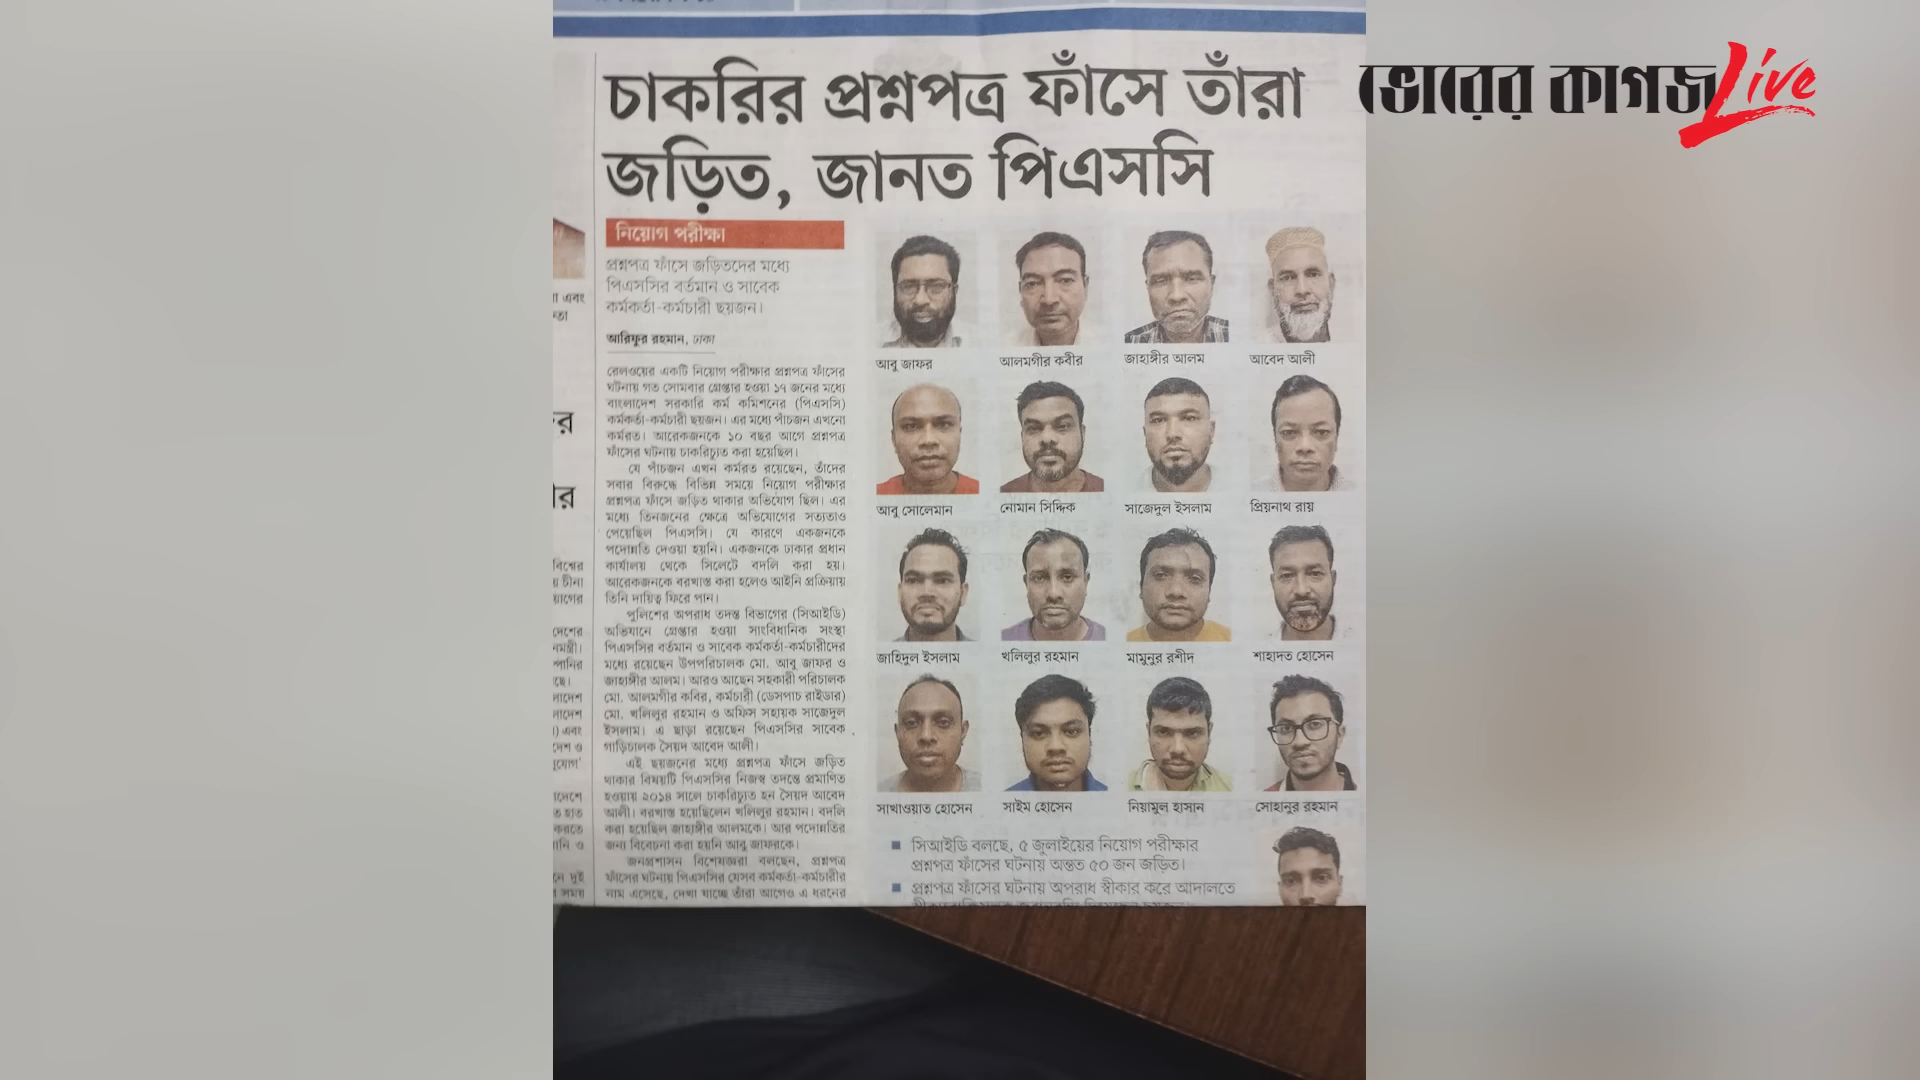 ভোরের কাগজ Live
চাকরির প্রশ্নপত্র ফাঁসে তাঁরা
জড়িত, জানত পিএসসি
নিয়োগ পরীক্ষা
প্রশ্নপত্র ফাঁসে জড়িতদের মধ্যে
পিএসসির বর্তমান ও সাবেক
কর্মকর্তা-কর্মচারী ছয়জন।
আরিফুর রহমান, ঢাকা
রেলওয়ের একটি নিয়োগ পরীক্ষার প্রশ্নপত্র ফাঁসের
ঘটনায় গত সোমবার গ্রেপ্তার হওয়া ১৭ জনের মধ্যে
বাংলাদেশ সরকারি কর্ম কমিশনের (পিএসসি)
কর্মকর্তা-কর্মচারী ছয়জন। এর মধ্যে পাঁচজন এখনো
কর্মরত। আরেকজনকে ১০ বছর আগে প্রশ্নপত্র
ফাঁসের ঘটনায় চাকরিচ্যুত করা হয়েছিল।
যে পাঁচজন এখন কর্মরত রয়েছেন, তাঁদের
সবার বিরুদ্ধে বিভিন্ন সময়ে নিয়োগ পরীক্ষার
প্রশ্নপত্র ফাঁসে জড়িত থাকার অভিযোগ ছিল। এর
মধ্যে তিনজনের ক্ষেত্রে অভিযোগের সত্যতাও
পেয়েছিল পিএসসি। যে কারণে একজনকে
পদোন্নতি দেওয়া হয়নি। একজনকে ঢাকার প্রধান
কার্যালয় থেকে সিলেটে বদলি করা হয়।
আরেকজনকে বরখাস্ত করা হলেও আইনি প্রক্রিয়ায়
তিনি দায়িত্ব ফিরে পান।
পুলিশের অপরাধ তদন্ত বিভাগের (সিআইডি)
অভিযানে গ্রেপ্তার হওয়া সাংবিধানিক সংস্থা
পিএসসির বর্তমান ও সাবেক কর্মকর্তা-কর্মচারীদের
মধ্যে রয়েছেন উপপরিচালক মো. আবু জাফর ও
জাহাঙ্গীর আলম। আরও আছেন সহকারী পরিচালক
মো. আলমগীর কবির, কর্মচারী (ডেসপাচ রাইডার)
মো. খলিলুর রহমান ও অফিস সহায়ক সাজেদুল
ইসলাম। এ ছাড়া রয়েছেন পিএসসির সাবেক
গাড়িচালক সৈয়দ আবেদ আলী।
এই ছয়জনের মধ্যে প্রশ্নপত্র ফাঁসে জড়িত
থাকার বিষয়টি পিএসসির নিজস্ব তদন্তে প্রমাণিত
হওয়ায় ২০১৪ সালে চাকরিচ্যুত হন সৈয়দ আবেদ
আলী। বরখাস্ত হয়েছিলেন খলিলুর রহমান। বদলি
করা হয়েছিল জাহাঙ্গীর আলমকে। আর পদোন্নতির
জন্য বিবেচনা করা হয়নি আবু জাফরকে।
জনপ্রশাসন বিশেষজ্ঞরা বলছেন, প্রশ্নপত্র
ফাঁসের ঘটনায় পিএসসির যেসব কর্মকর্তা-কর্মচারীর
নাম এসেছে, দেখা যাচ্ছে তাঁরা আগেও এ ধরনের
আবু জাফর
আলমগীর কবীর
জাহাঙ্গীর আলম
আবেদ আলী
আবু সোলেমান
নোমান সিদ্দিক
সাজেদুল ইসলাম
প্রিয়নাথ রায়
জাহিদুল ইসলাম
খলিলুর রহমান
মামুনুর রশীদ
শাহাদত হোসেন
সাখাওয়াত হোসেন
সাইম হোসেন
নিয়ামুল হাসান
সোহানুর রহমান
■ সিআইডি বলছে, ৫ জুলাইয়ের নিয়োগ পরীক্ষার
প্রশ্নপত্র ফাঁসের ঘটনায় অন্তত ৫০ জন জড়িত।
■ প্রশ্নপত্র ফাঁসের ঘটনায় অপরাধ স্বীকার করে আদালতে